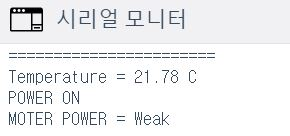 시리얼 모니터
=======================
Temperature = 21.78 C
POWER ON
MOTER POWER = Weak